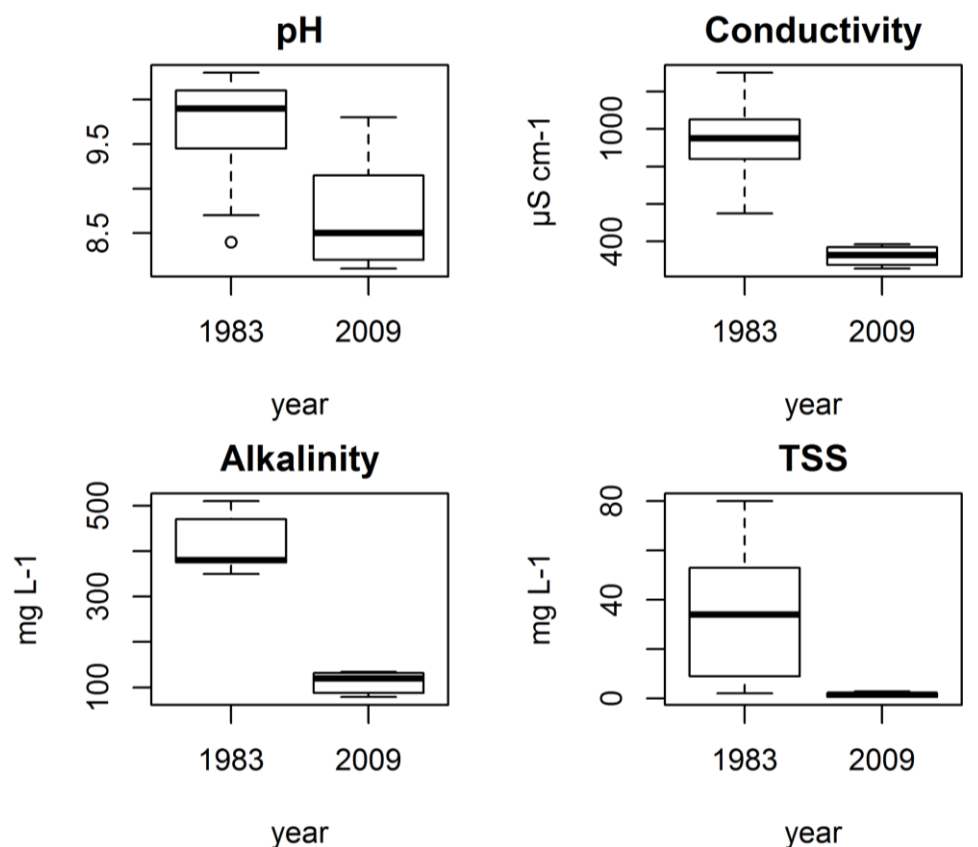 pH
9.5
8.5
1983 2009
year
Conductivity
µS cm-1
1000
400
1983 2009
year
Alkalinity
mg L-1
500
300
100
1983 2009
year
TSS
mg L-1
80
40
0
1983 2009
year